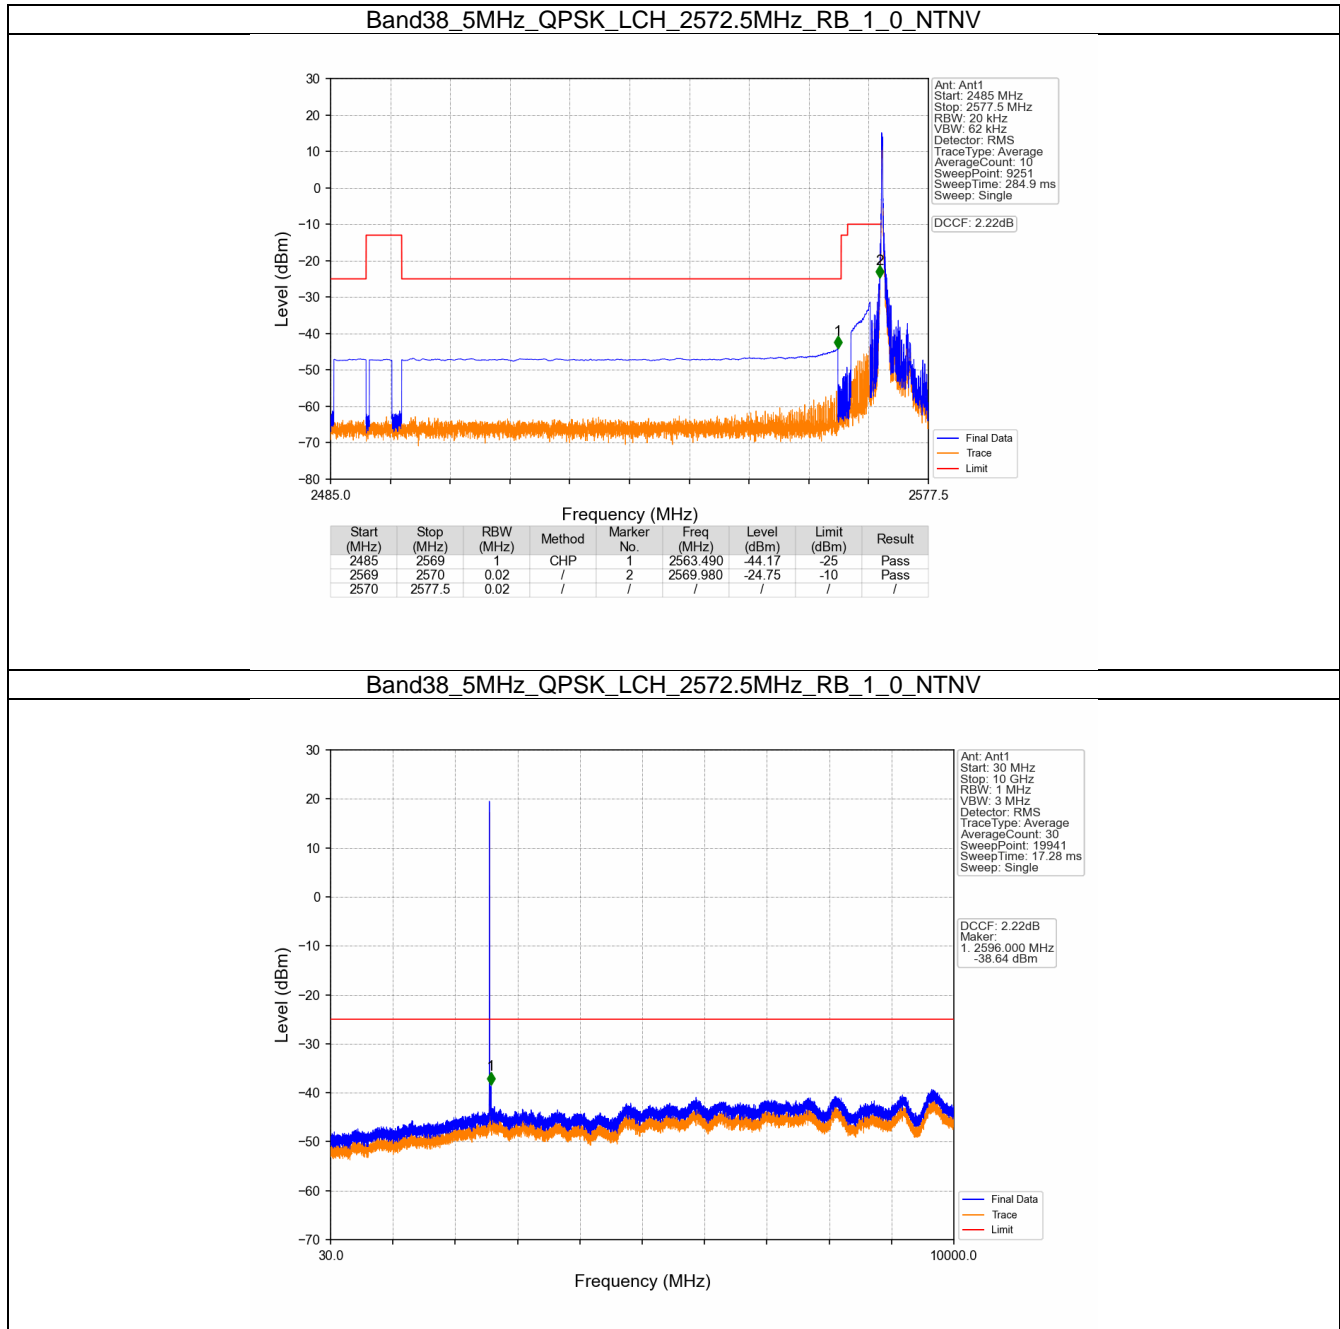 Band38_5MHz_QPSK_LCH_2572.5MHz_RB_1_0_NTNV
30
20
10
0
−10
−20
−30
−40
−50
−60
−70
−80
Level (dBm)
2485.0
2577.5
Frequency (MHz)
1
2
Ant: Ant1
Start: 2485 MHz
Stop: 2577.5 MHz
RBW: 20 kHz
VBW: 62 kHz
Detector: RMS
TraceType: Average
AverageCount: 10
SweepPoint: 9251
SweepTime: 284.9 ms
Sweep: Single
DCCF: 2.22dB
Final Data
Trace
Limit
Start (MHz) Stop (MHz) RBW (MHz) Method Marker No. Freq (MHz) Level (dBm) Limit (dBm) Result
2485 2569 1 CHP 1 2563.490 -44.17 -25 Pass
2569 2570 0.02 / 2 2569.980 -24.75 -10 Pass
2570 2577.5 0.02 / / / / / /
Band38_5MHz_QPSK_LCH_2572.5MHz_RB_1_0_NTNV
30
20
10
0
−10
−20
−30
−40
−50
−60
−70
Level (dBm)
30.0
10000.0
Frequency (MHz)
1
Ant: Ant1
Start: 30 MHz
Stop: 10 GHz
RBW: 1 MHz
VBW: 3 MHz
Detector: RMS
TraceType: Average
AverageCount: 30
SweepPoint: 19941
SweepTime: 17.28 ms
Sweep: Single
DCCF: 2.22dB
Maker:
1. 2596.000 MHz
-38.64 dBm
Final Data
Trace
Limit